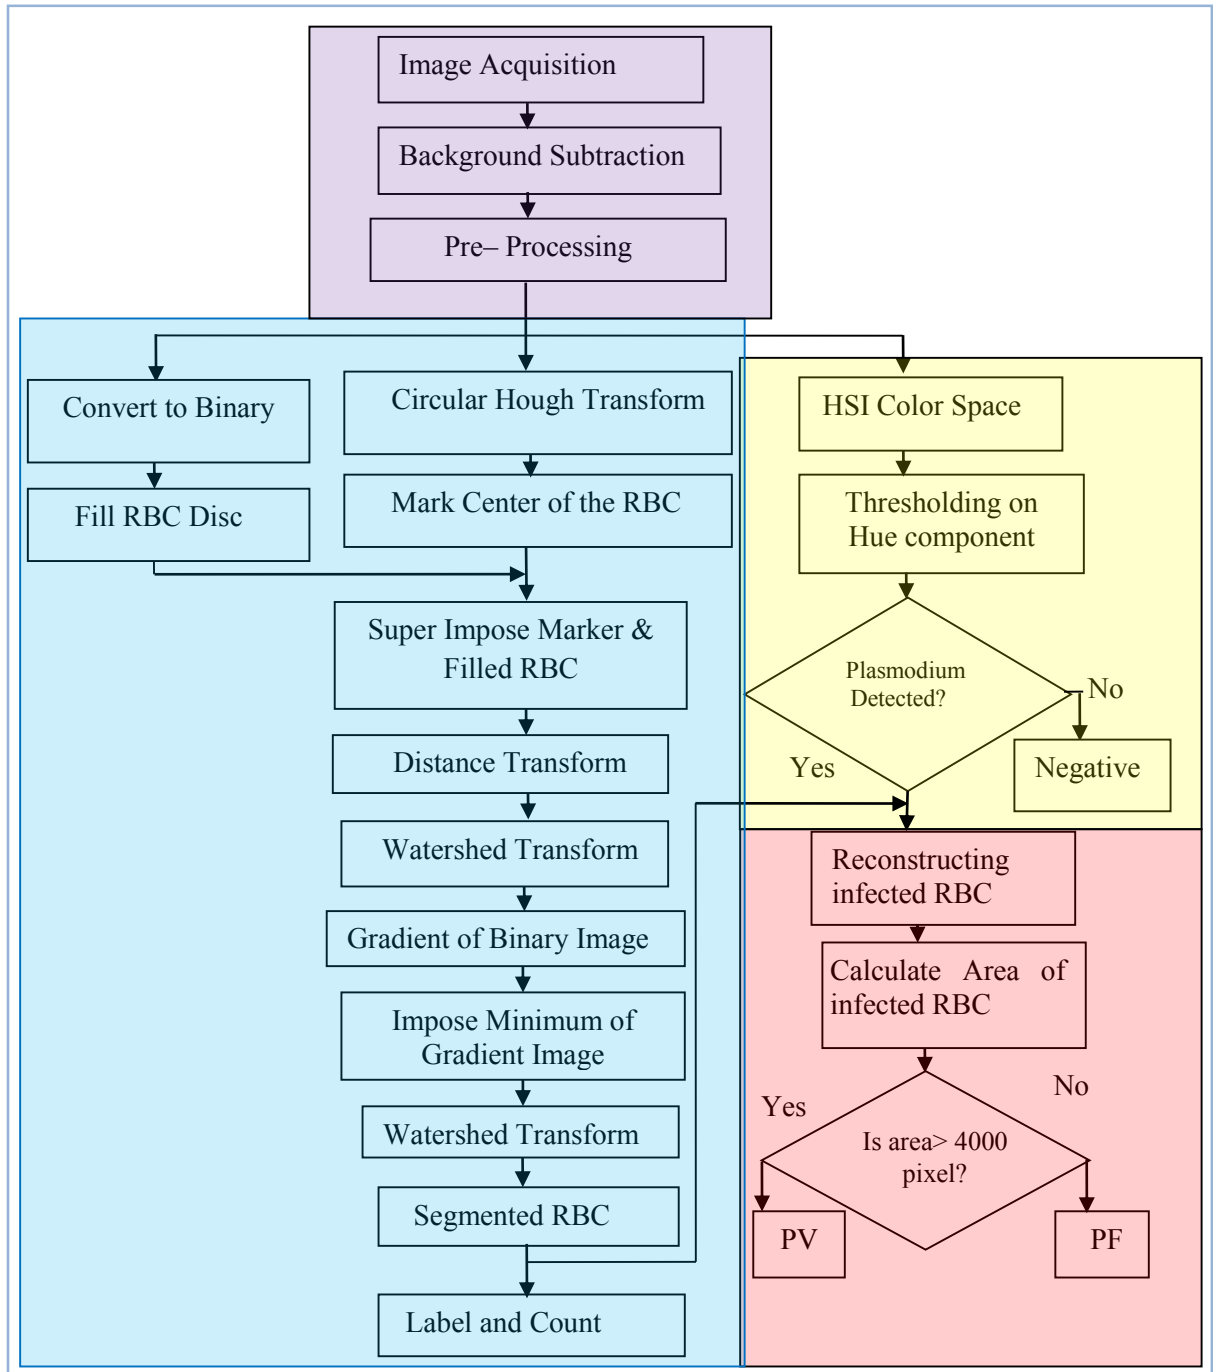 Image Acquisition
Background Subtraction
Pre– Processing
Convert to Binary
Fill RBC Disc
Circular Hough Transform
Mark Center of the RBC
Super Impose Marker &
Filled RBC
Distance Transform
Watershed Transform
Gradient of Binary Image
Impose Minimum of
Gradient Image
Watershed Transform
Segmented RBC
Label and Count
HSI Color Space
Thresholding on
Hue component
Plasmodium
Detected?
No
Yes
Negative
Reconstructing
infected RBC
Calculate Area of
infected RBC
No
Yes
Is area> 4000
pixel?
PV
PF